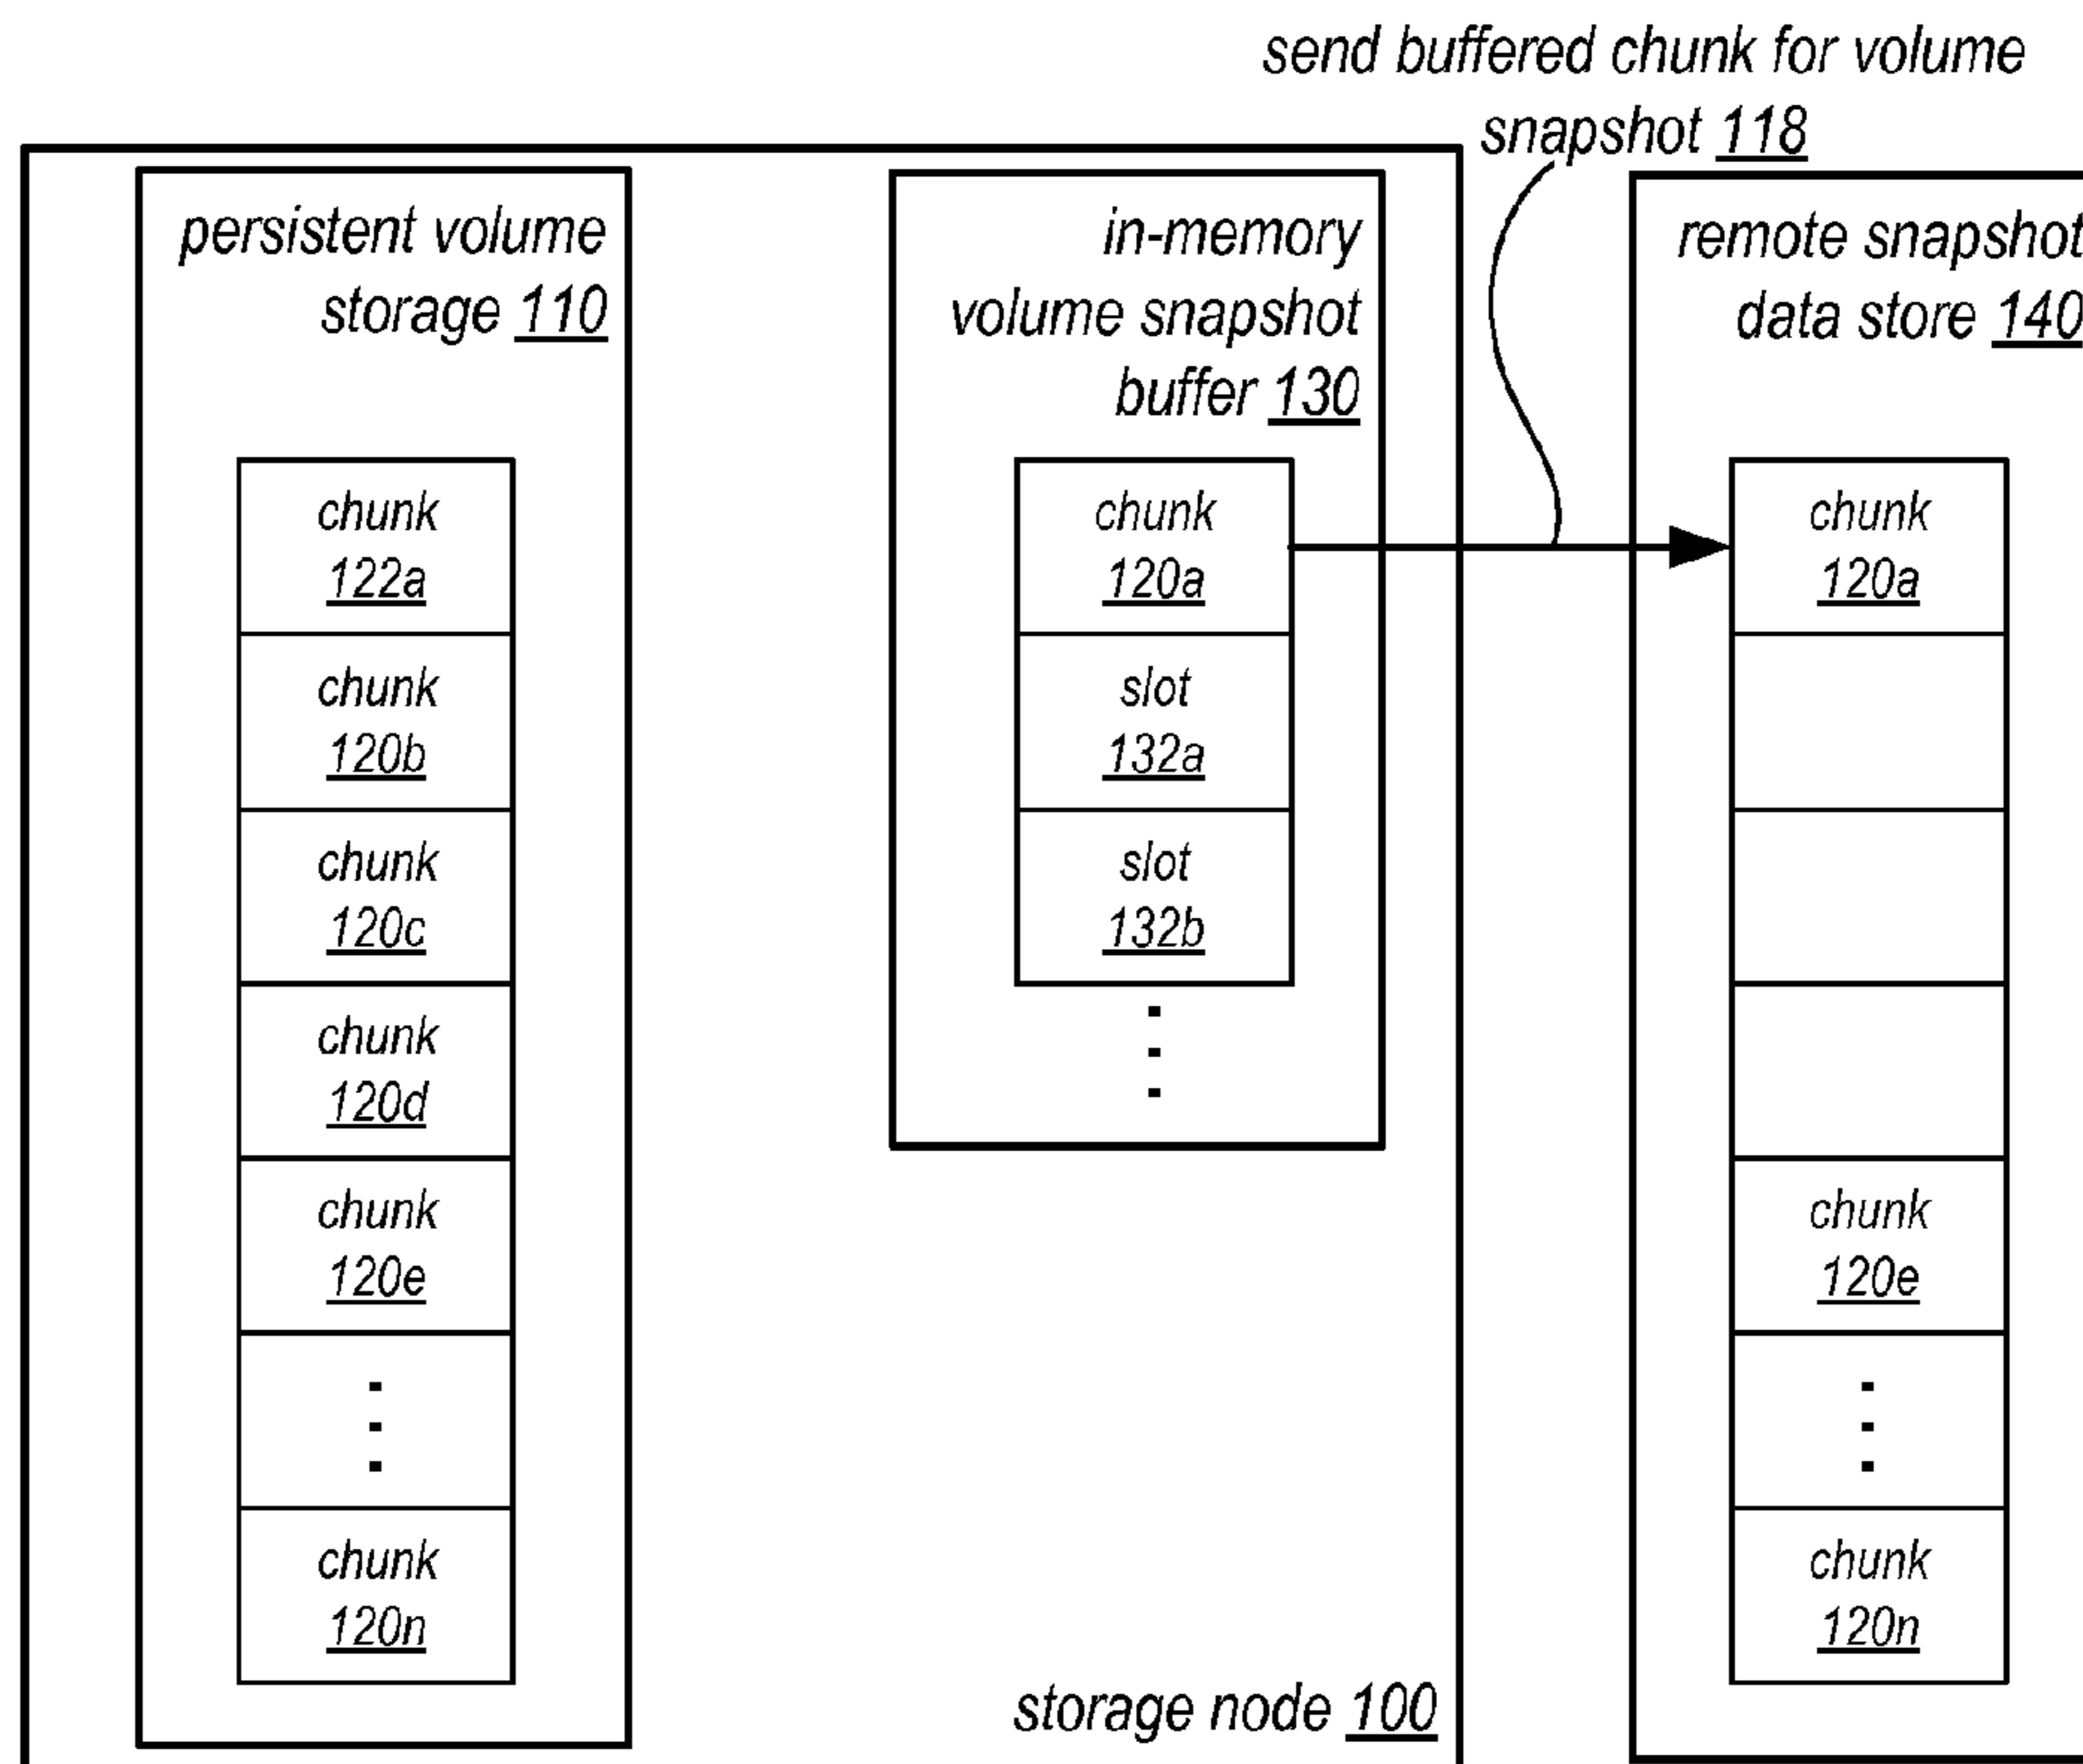 send buffered chunk for volume
snapshot 118
persistent volume
storage 110
chunk
122a
chunk
120b
chunk
120c
chunk
120d
chunk
120e
chunk
120n
in-memory
volume snapshot
buffer 130
chunk
120a
slot
132a
slot
132b
storage node 100
remote snapshot
data store 140
chunk
120a
chunk
120e
chunk
120n